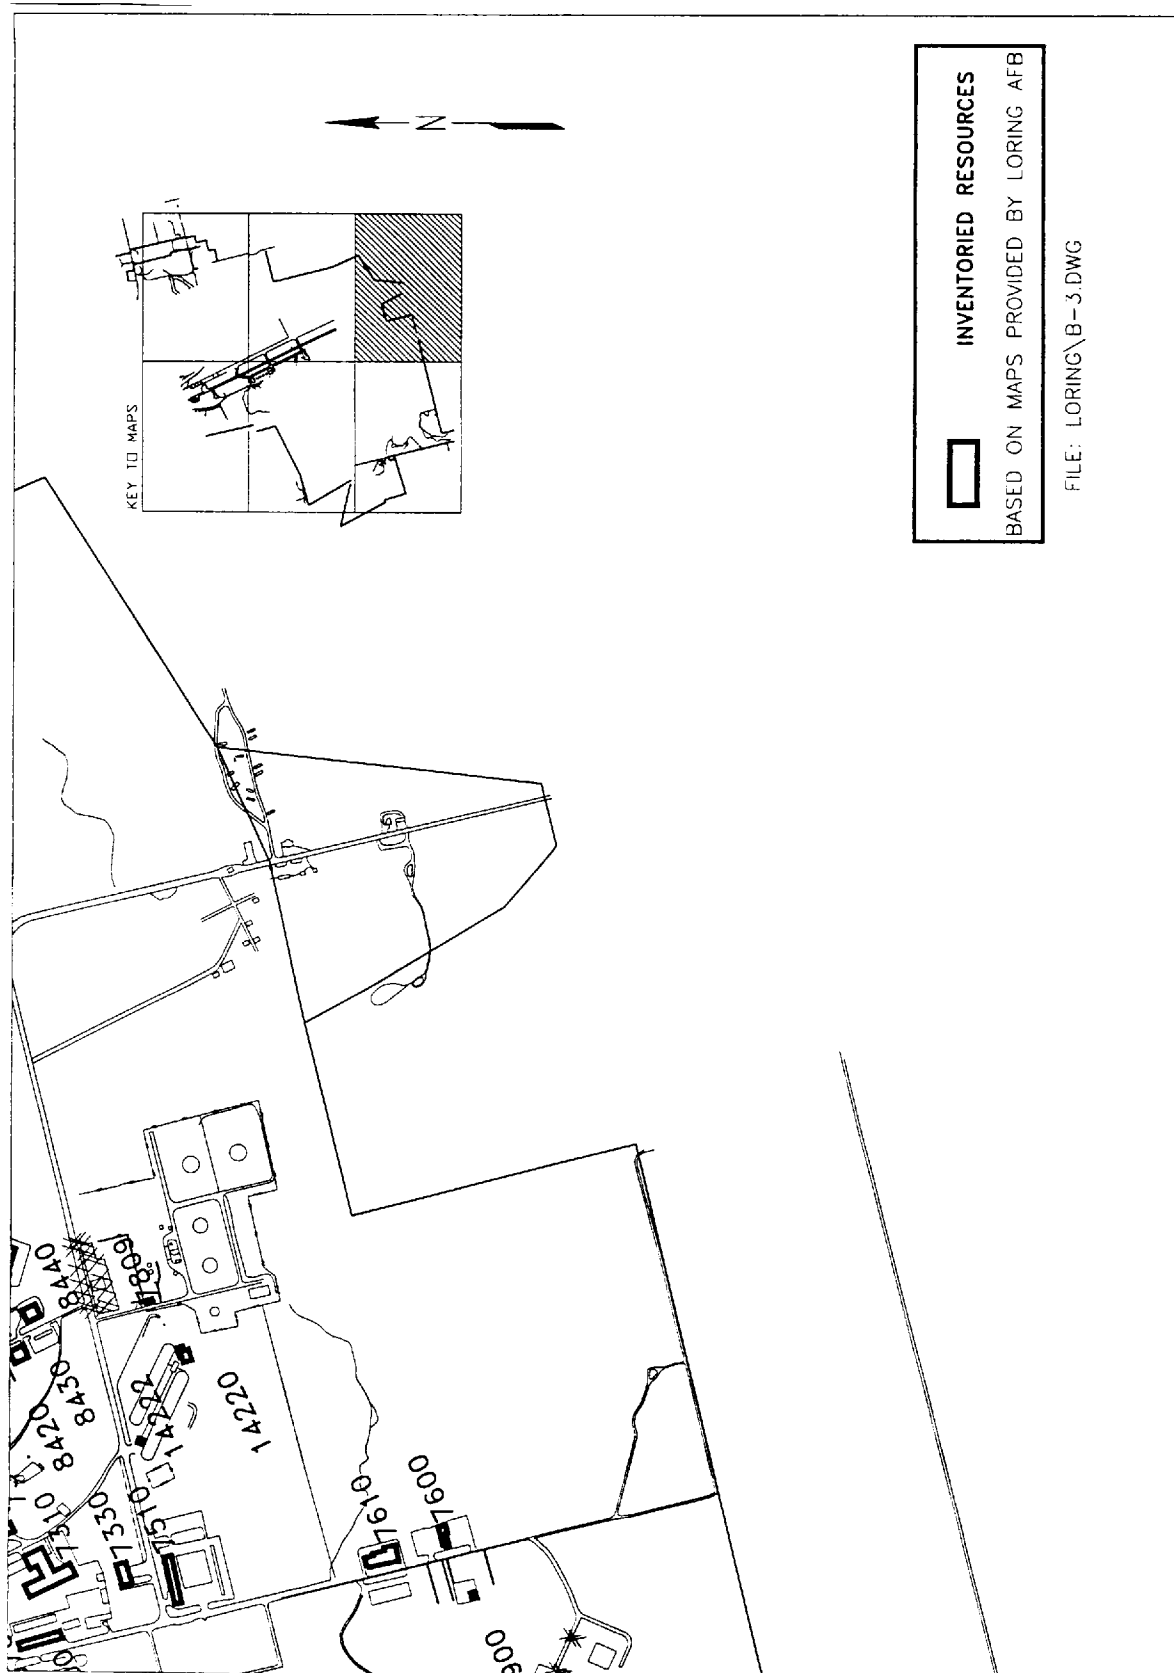 N
KEY TO MAPS
INVENTORIED RESOURCES
BASED ON MAPS PROVIDED BY LORING AFB
FILE: LORING\B-3.DWG
8440
7809
8430
8420
14222
14220
7310
7330
7510
7610
7600